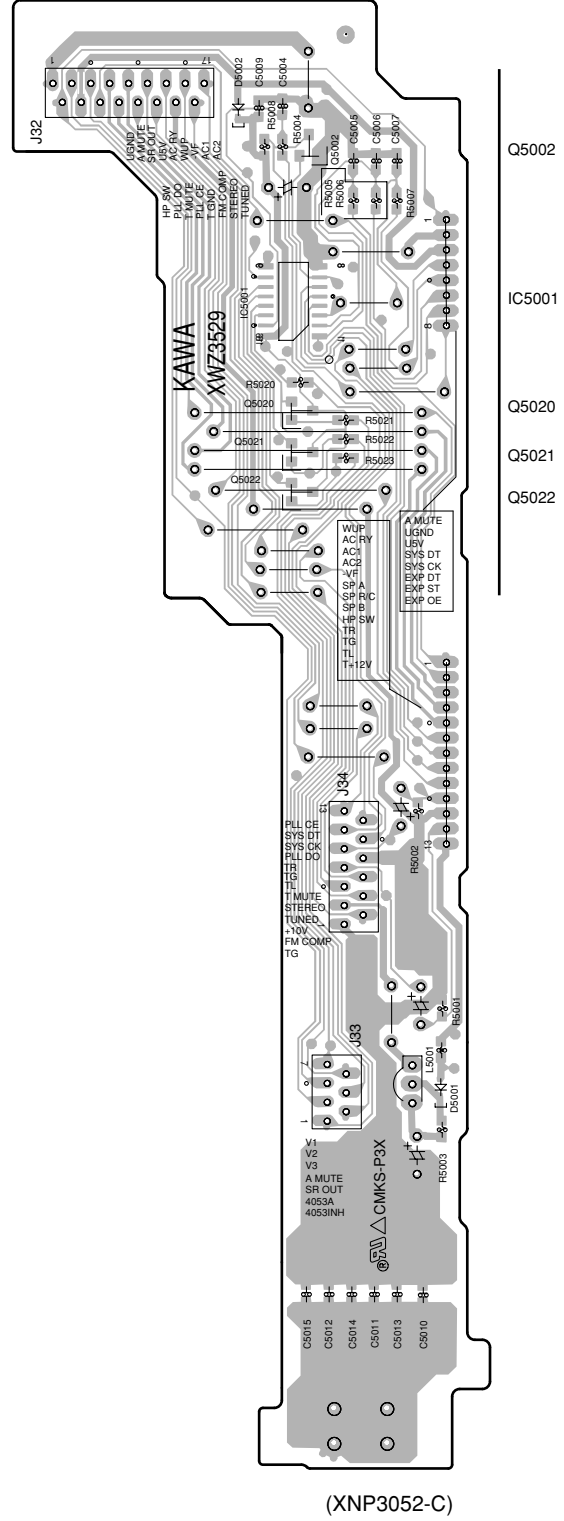 1
17
J32
UGND
A MUTE
SR OUT
U5V
AC RY
WUP
-VF
AC1
AC2
HP SW
PLL DO
T MUTE
PLL CE
T GND
FM COMP
STEREO
TUNED
D5002
C5009
C5004
R5008
R5004
Q5002
C5005
C5006
C5007
R5005
R5006
R5007
Q5002
+
1
8
IC5001
9
8
16
1
IC5001
KAWA
XWZ3529
R5020
Q5020
R5021
Q5020
Q5021
R5022
R5023
Q5021
Q5022
Q5022
WUP
AC RY
AC1
AC2
-VF
SP A
SP R/C
SP B
HP SW
TR
TG
TL
T+12V
A MUTE
UGND
U5V
SYS DT
SYS CK
EXP DT
EXP ST
EXP OE
1
13
J34
13
1
PLL CE
SYS DT
SYS CK
PLL DO
TR
TG
TL
T MUTE
STEREO
TUNED
+10V
FM COMP
TG
+
R5002
+
R5001
J33
7
1
L5001
D5001
+
R5003
V1
V2
V3
A MUTE
SR OUT
4053A
4053INH
CMKS-P3X
C5015
C5012
C5014
C5011
C5013
C5010
(XNP3052-C)